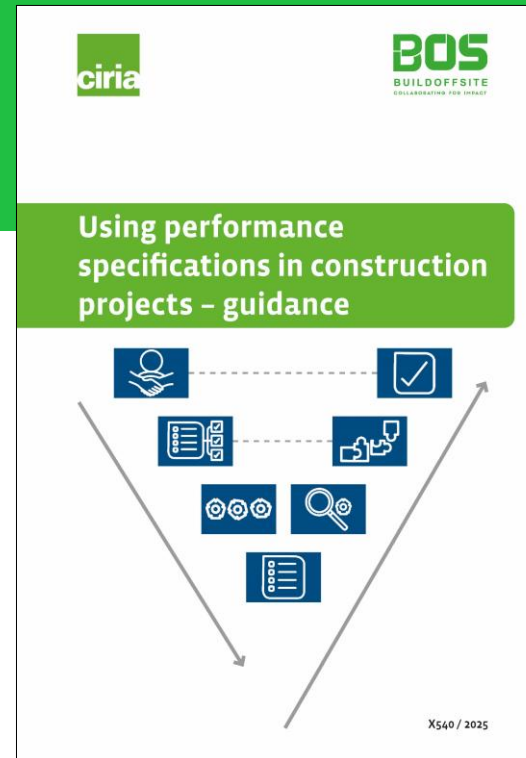 ciria
BOS
BUILDOFFSITE
COLLABORATING FOR IMPACT
Using performance
specifications in construction
projects – guidance
X540 / 2025